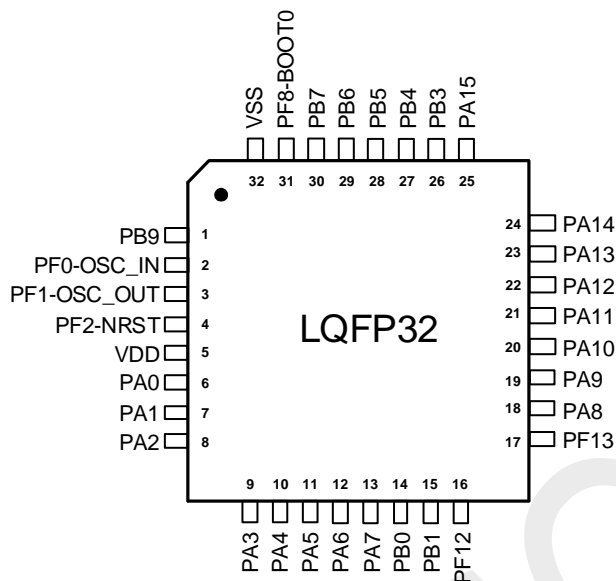 VSS
PF8-BOOT0
PB7
PB6
PB5
PB4
PB3
PA15
32 31 30 29 28 27 26 25
PB9 1
PF0-OSC_IN 2
PF1-OSC_OUT 3
PF2-NRST 4
VDD 5
PA0 6
PA1 7
PA2 8
LQFP32
24 PA14
23 PA13
22 PA12
21 PA11
20 PA10
19 PA9
18 PA8
17 PF13
9 10 11 12 13 14 15 16
PA3
PA4
PA5
PA6
PA7
PB0
PB1
PF12